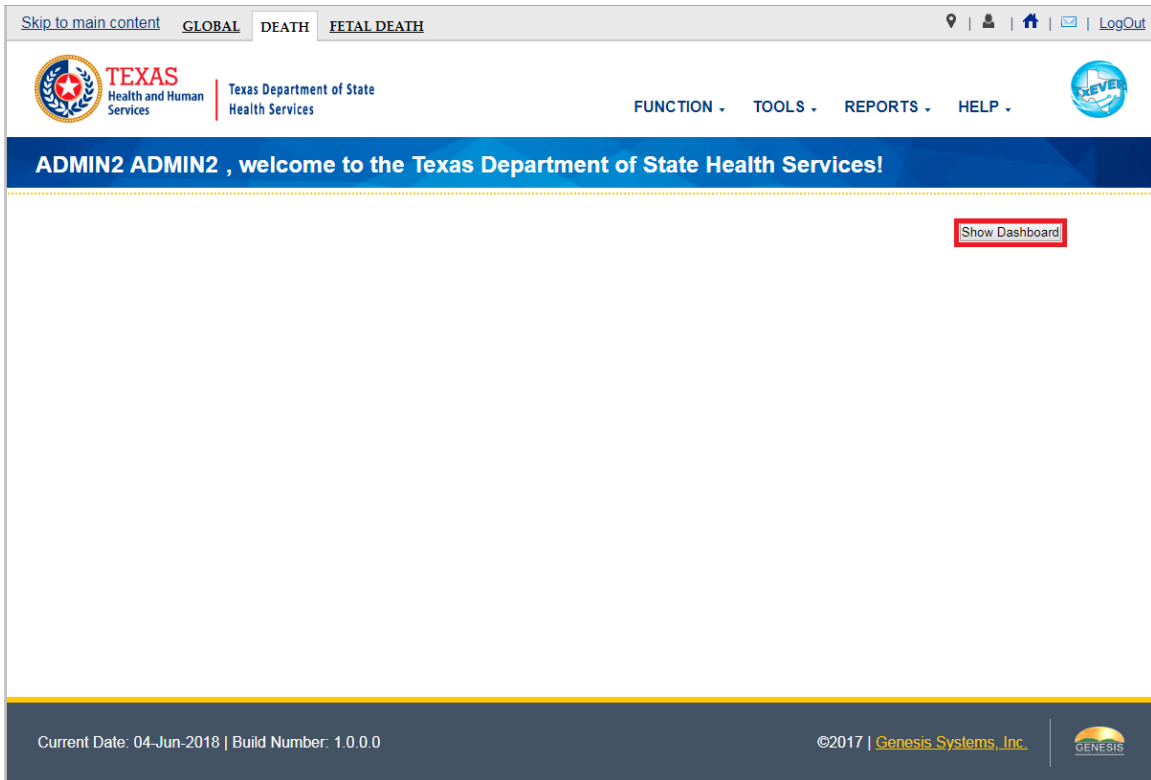 Skip to main content GLOBAL DEATH FETAL DEATH | | | | LogOut
TEXAS
Health and Human
Services
Texas Department of State
Health Services
FUNCTION TOOLS REPORTS HELP
TxEVER
ADMIN2 ADMIN2 , welcome to the Texas Department of State Health Services!
Show Dashboard
Current Date: 04-Jun-2018 | Build Number: 1.0.0.0
©2017 | Genesis Systems, Inc.
GENESIS